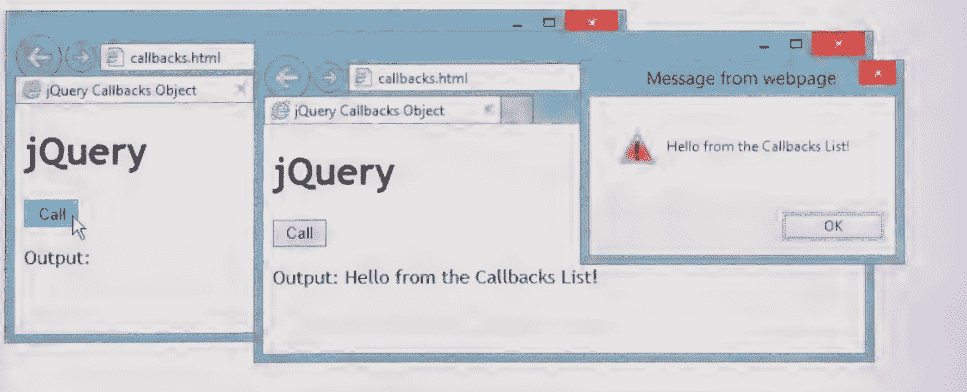 callbacks.html
jQuery Callbacks Object
jQuery
Call
Output:
callbacks.html
jQuery Callbacks Object
jQuery
Call
Output: Hello from the Callbacks List!
Message from webpage
Hello from the Callbacks List!
OK